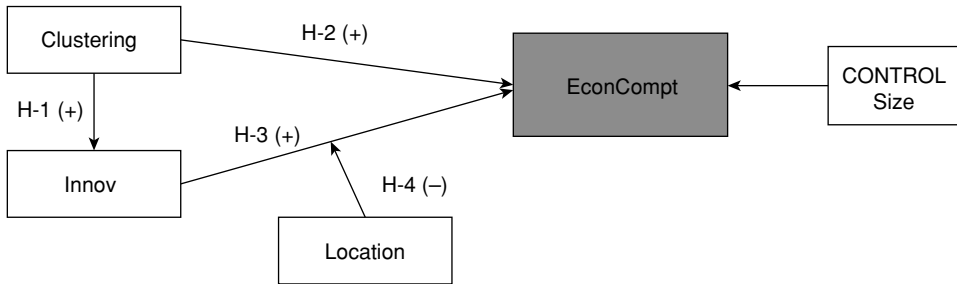 Clustering
H-2 (+)
EconCompt
CONTROL
Size
H-1 (+)
H-3 (+)
Innov
H-4 (–)
Location